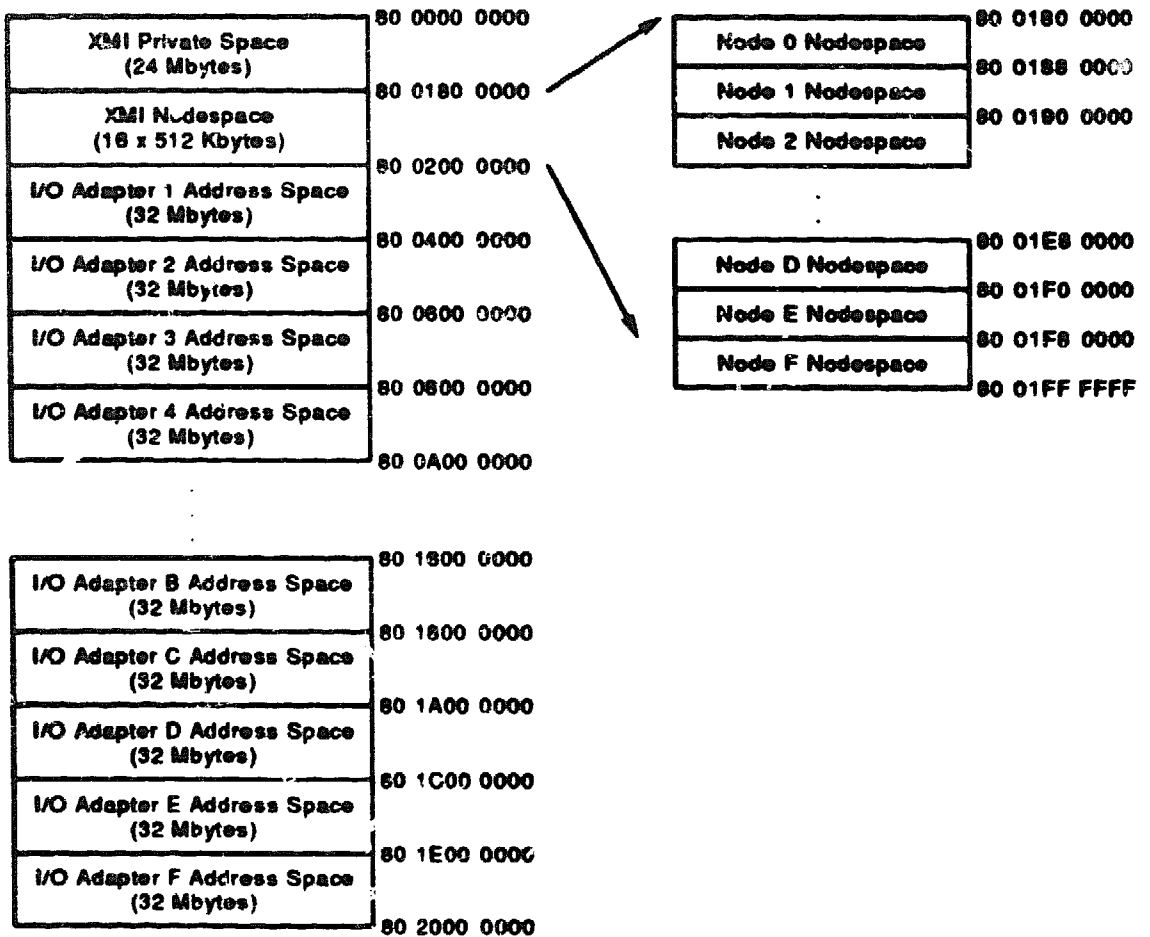 80 0000 0000
XMI Private Space
(24 Mbytes)
80 0180 0000
XMI Nodespace
(16 x 512 Kbytes)
80 0200 0000
I/O Adapter 1 Address Space
(32 Mbytes)
80 0400 0000
I/O Adapter 2 Address Space
(32 Mbytes)
80 0600 0000
I/O Adapter 3 Address Space
(32 Mbytes)
80 0800 0000
I/O Adapter 4 Address Space
(32 Mbytes)
80 0A00 0000
80 1600 0000
I/O Adapter B Address Space
(32 Mbytes)
80 1800 0000
I/O Adapter C Address Space
(32 Mbytes)
80 1A00 0000
I/O Adapter D Address Space
(32 Mbytes)
80 1C00 0000
I/O Adapter E Address Space
(32 Mbytes)
80 1E00 0000
I/O Adapter F Address Space
(32 Mbytes)
80 2000 0000
80 0180 0000
Node 0 Nodespace
80 0188 0000
Node 1 Nodespace
80 0190 0000
Node 2 Nodespace
80 01E8 0000
Node D Nodespace
80 01F0 0000
Node E Nodespace
80 01F8 0000
Node F Nodespace
80 01FF FFFF